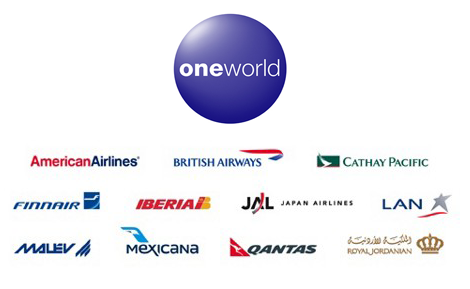 oneworld
AmericanAirlines®
BRITISH AIRWAYS
CATHAY PACIFIC
FINNAIR
IBERIA
JAL JAPAN AIRLINES
LAN
MALEV
mexicana
QANTAS
الملكية الأردنية
ROYAL JORDANIAN